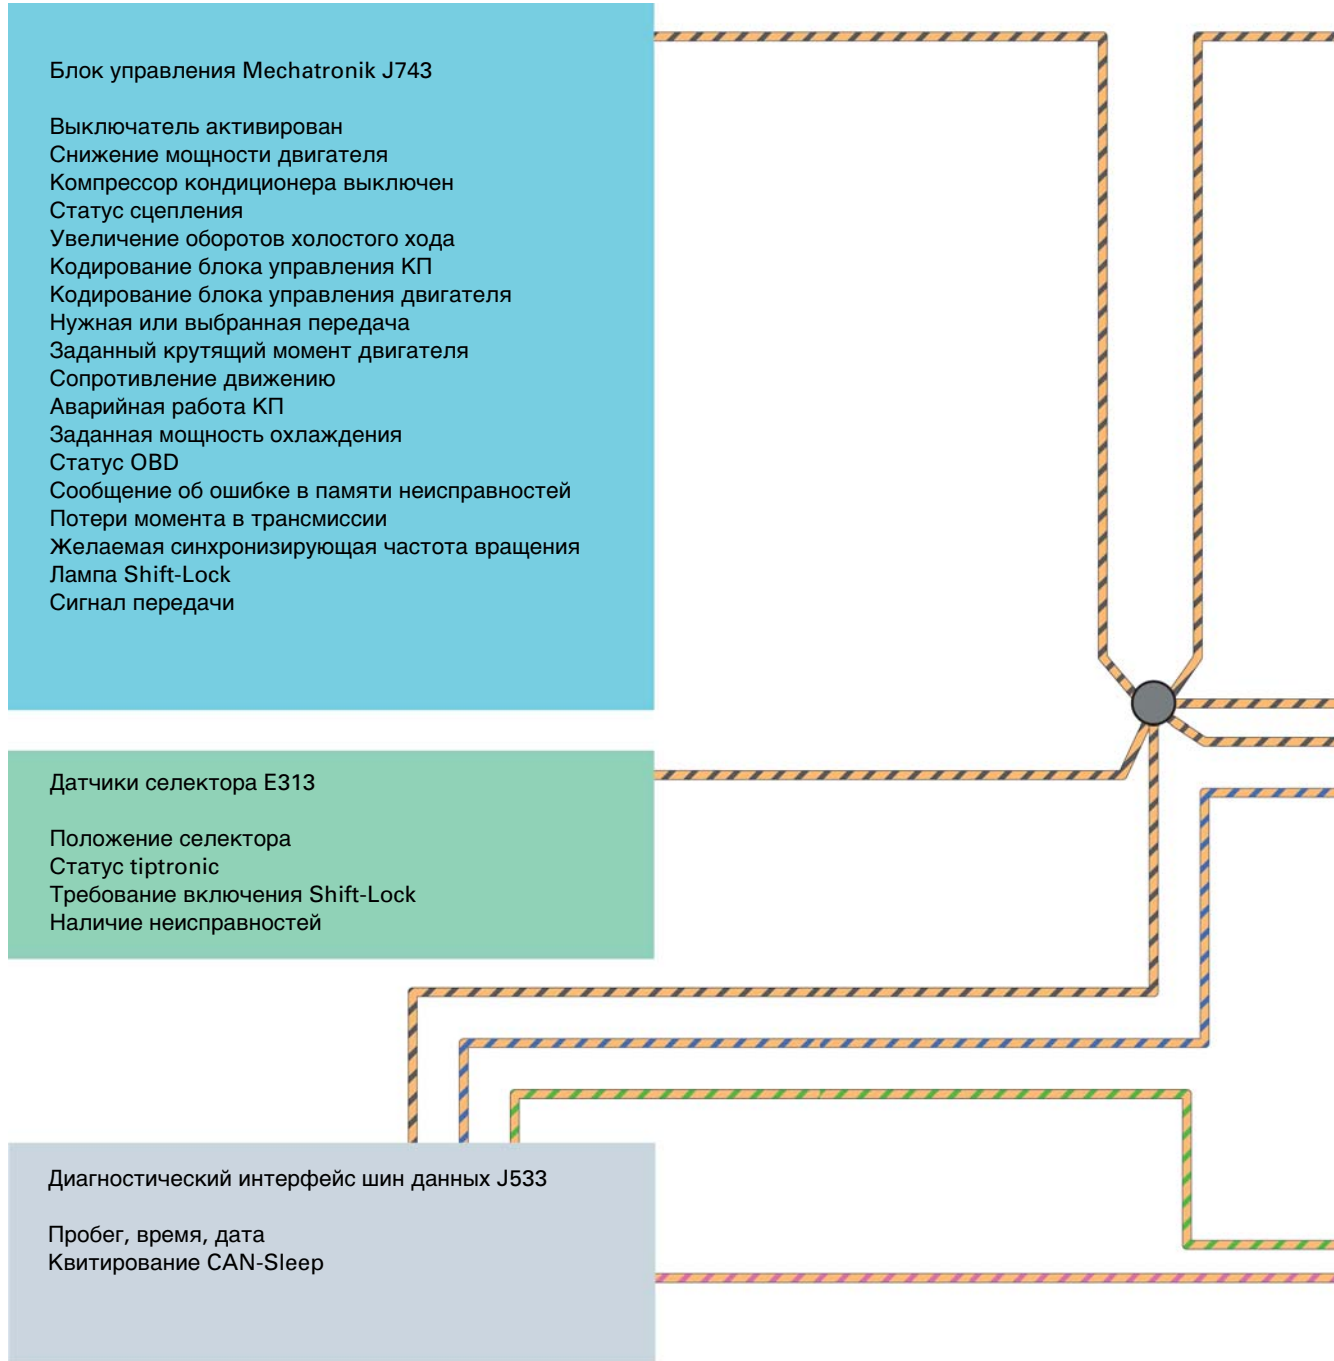 Блок управления Mechatronik J743
Выключатель активирован
Снижение мощности двигателя
Компрессор кондиционера выключен
Статус сцепления
Увеличение оборотов холостого хода
Кодирование блока управления КП
Кодирование блока управления двигателя
Нужная или выбранная передача
Заданный крутящий момент двигателя
Сопротивление движению
Аварийная работа КП
Заданная мощность охлаждения
Статус OBD
Сообщение об ошибке в памяти неисправностей
Потери момента в трансмиссии
Желаемая синхронизирующая частота вращения
Лампа Shift-Lock
Сигнал передачи
Датчики селектора E313
Положение селектора
Статус tiptronic
Требование включения Shift-Lock
Наличие неисправностей
Диагностический интерфейс шин данных J533
Пробег, время, дата
Квитирование CAN-Sleep